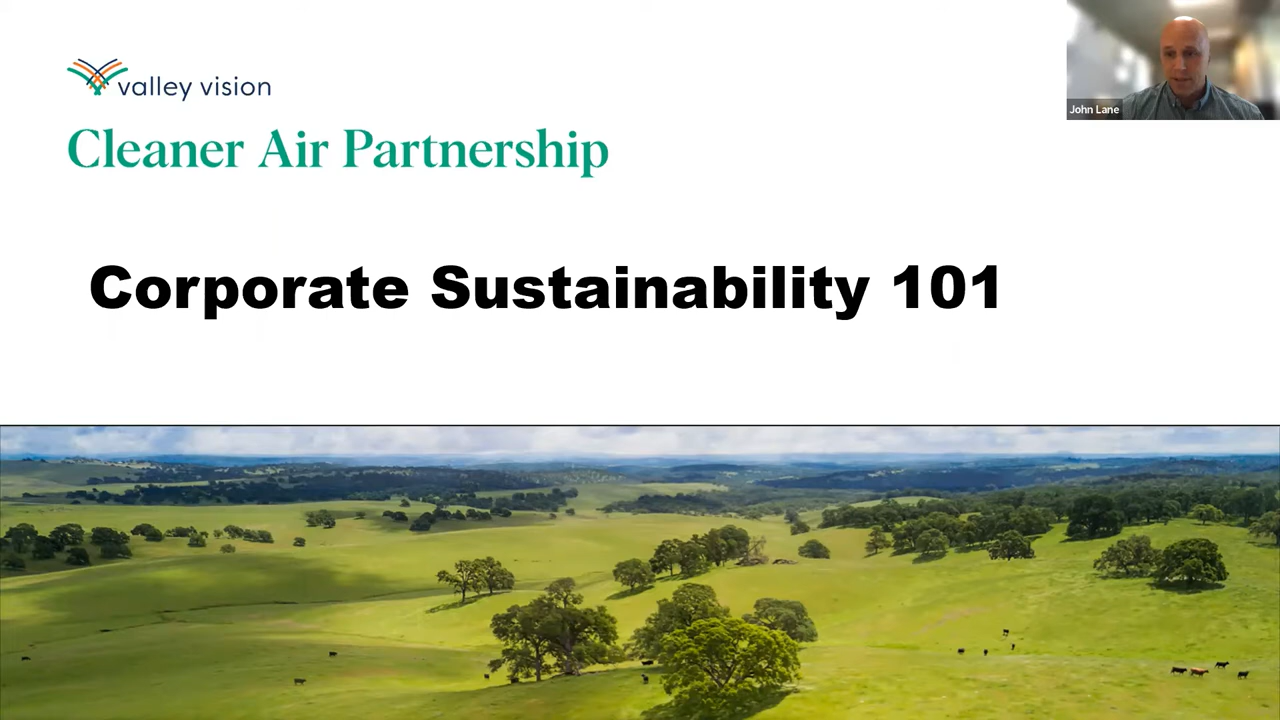 valley vision
Cleaner Air Partnership
John Lane
Corporate Sustainability 101